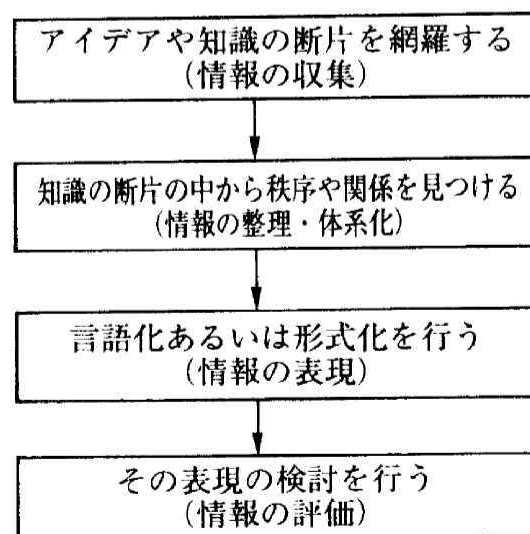 アイデアや知識の断片を網羅する
(情報の収集)
知識の断片の中から秩序や関係を見つける
(情報の整理・体系化)
言語化あるいは形式化を行う
(情報の表現)
その表現の検討を行う
(情報の評価)